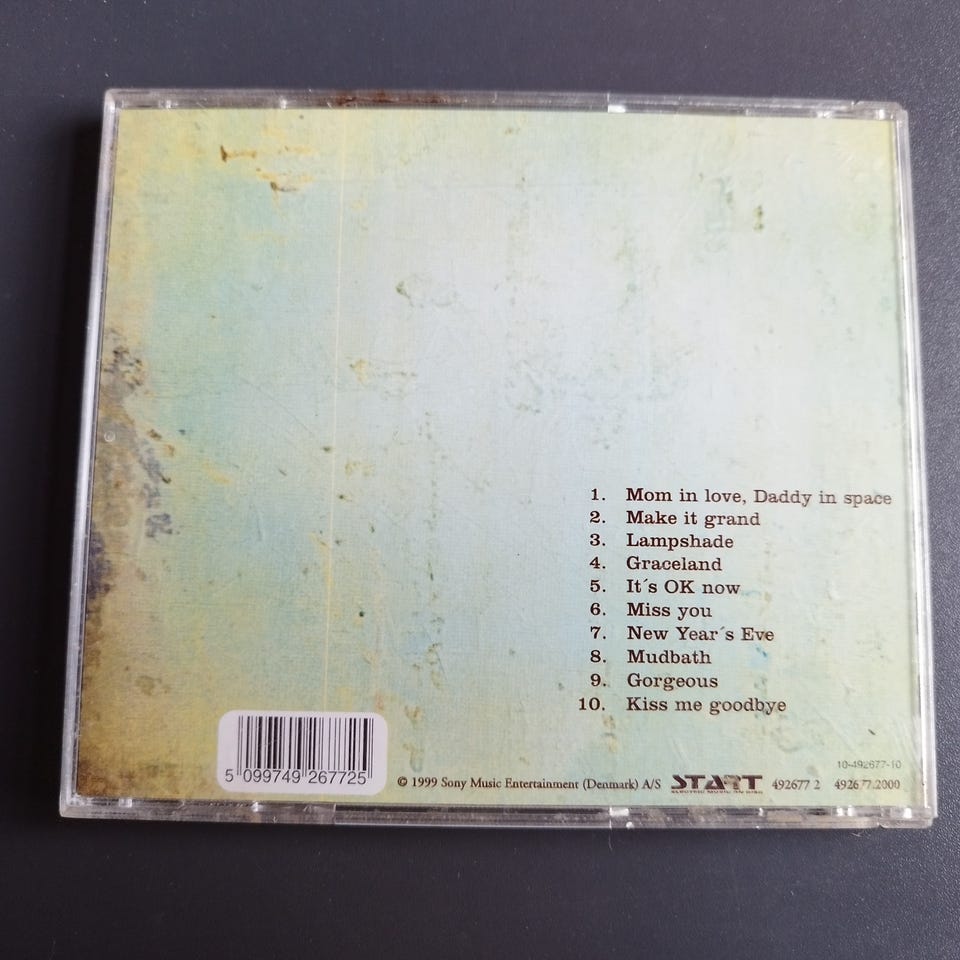 1. Mom in love, Daddy in space
2. Make it grand
3. Lampshade
4. Graceland
5. It´s OK now
6. Miss you
7. New Year´s Eve
8. Mudbath
9. Gorgeous
10. Kiss me goodbye
10-492677-10
5 099749 267725
© 1999 Sony Music Entertainment (Denmark) A/S START 492677 2 492677.2000